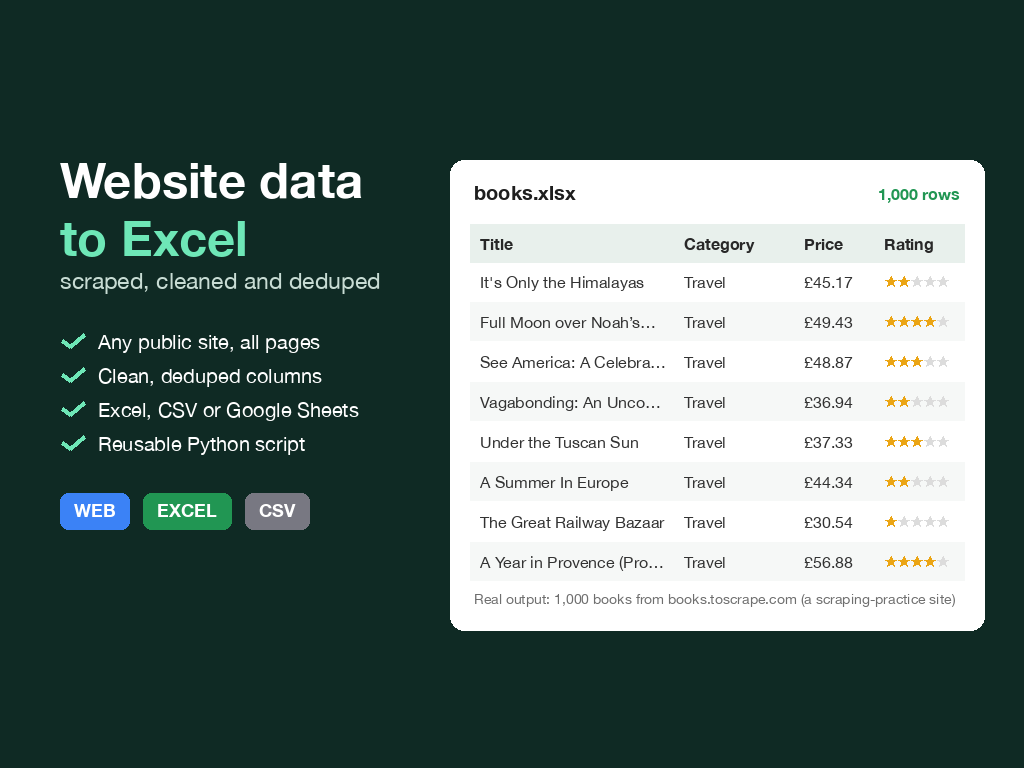 Website data
to Excel
scraped, cleaned and deduped
Any public site, all pages
Clean, deduped columns
Excel, CSV or Google Sheets
Reusable Python script
WEB EXCEL CSV
books.xlsx 1,000 rows
Title Category Price Rating
It's Only the Himalayas Travel £45.17
Full Moon over Noah’s… Travel £49.43
See America: A Celebra… Travel £48.87
Vagabonding: An Unco… Travel £36.94
Under the Tuscan Sun Travel £37.33
A Summer In Europe Travel £44.34
The Great Railway Bazaar Travel £30.54
A Year in Provence (Pro… Travel £56.88
Real output: 1,000 books from books.toscrape.com (a scraping-practice site)